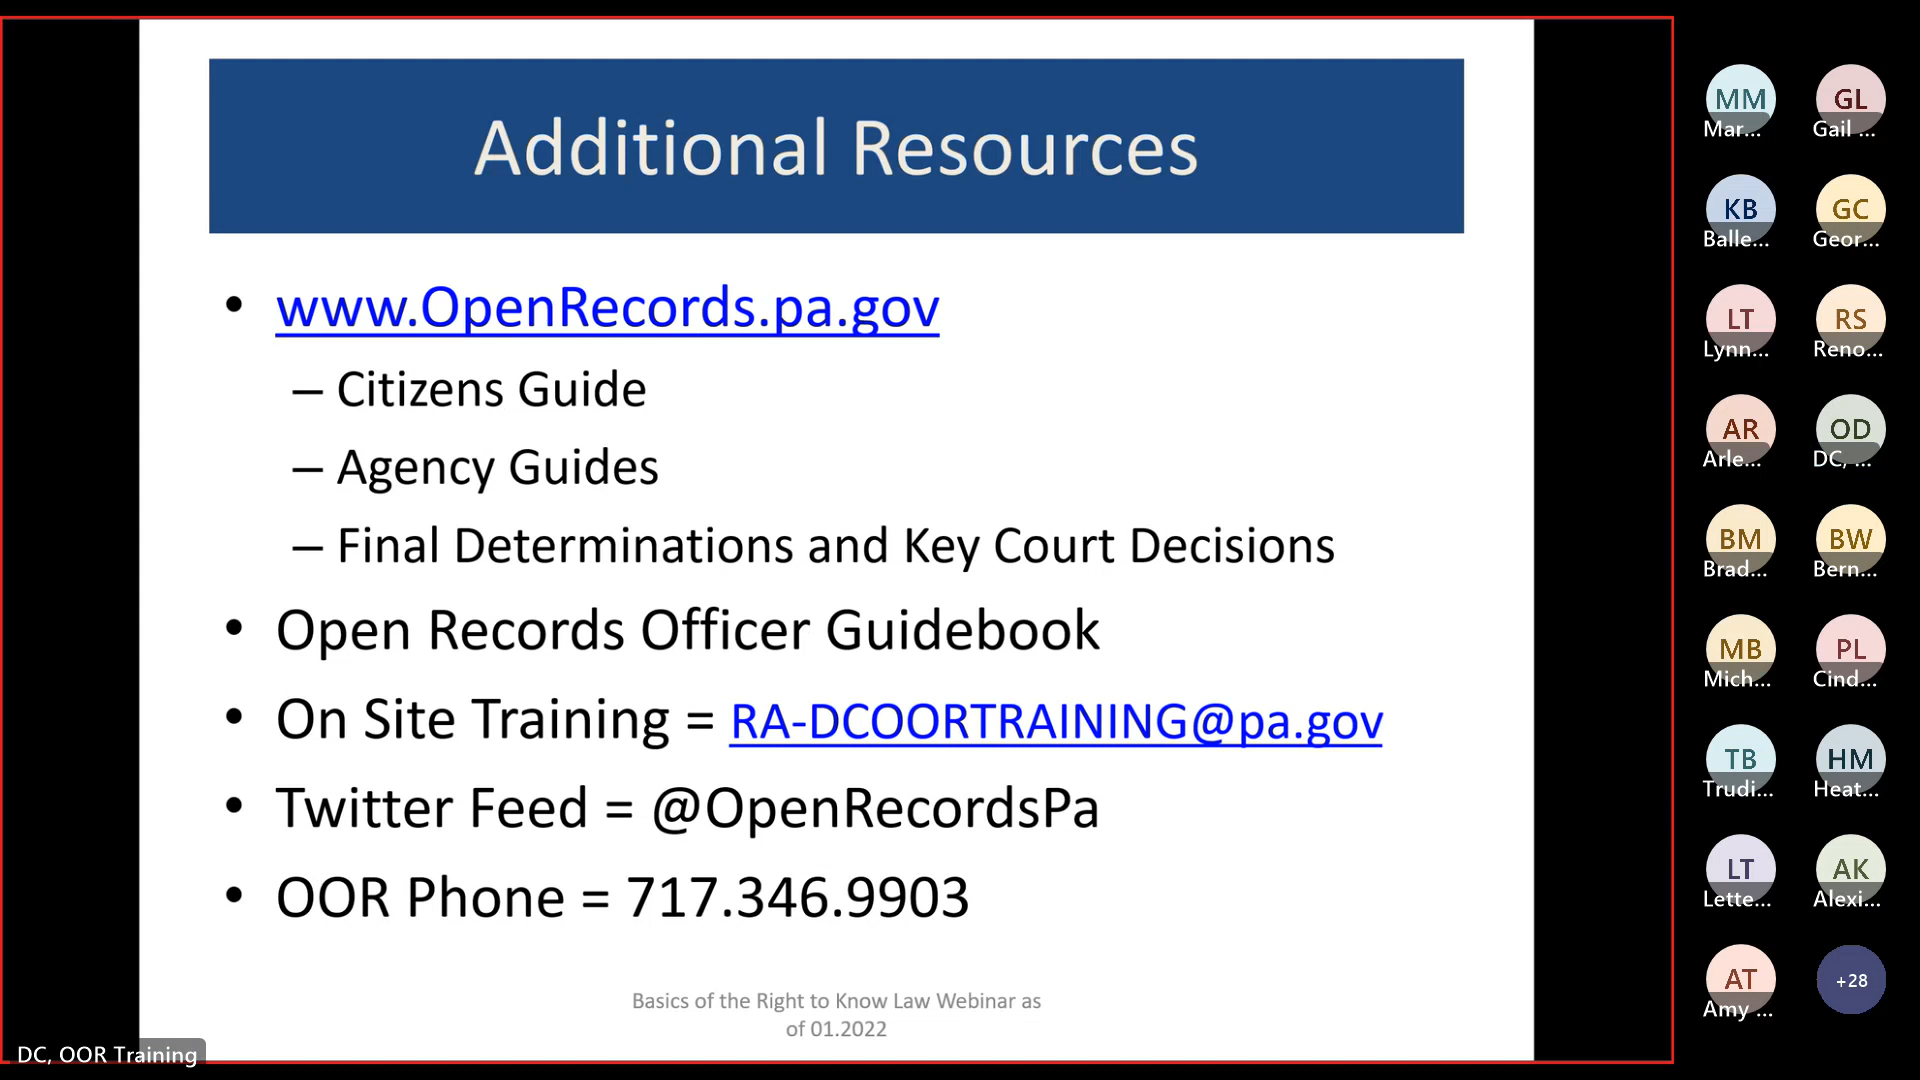 Additional Resources
• www.OpenRecords.pa.gov
– Citizens Guide
– Agency Guides
– Final Determinations and Key Court Decisions
• Open Records Officer Guidebook
• On Site Training = RA-DCOORTRAINING@pa.gov
• Twitter Feed = @OpenRecordsPa
• OOR Phone = 717.346.9903
Basics of the Right to Know Law Webinar as
of 01.2022
DC, OOR Training
MM GL
Mar... Gail ...
KB GC
Balle... Geor...
LT RS
Lynn... Reno...
AR OD
Arle... DC, ...
BM BW
Brad... Bern...
MB PL
Mich... Cind...
TB HM
Trudi... Heat...
LT AK
Lette... Alexi...
AT +28
Amy ...